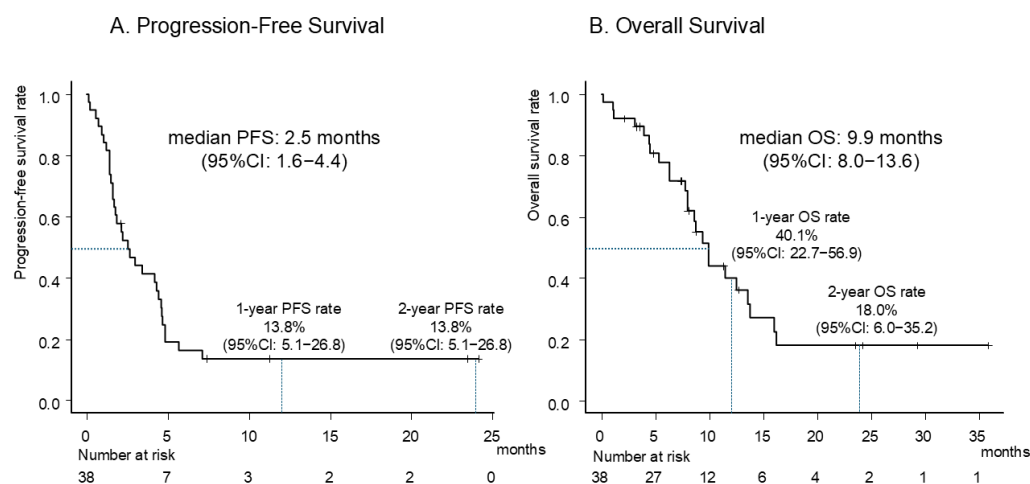 A. Progression-Free Survival
Progression-free survival rate
1.0
0.8
0.6
0.4
0.2
0.0
median PFS: 2.5 months
(95%CI: 1.6−4.4)
1-year PFS rate
13.8%
(95%CI: 5.1−26.8)
2-year PFS rate
13.8%
(95%CI: 5.1−26.8)
0 5 10 15 20 25
months
Number at risk
38 7 3 2 2 0
B. Overall Survival
Overall survival rate
1.0
0.8
0.6
0.4
0.2
0.0
median OS: 9.9 months
(95%CI: 8.0−13.6)
1-year OS rate
40.1%
(95%CI: 22.7−56.9)
2-year OS rate
18.0%
(95%CI: 6.0−35.2)
0 5 10 15 20 25 30 35
months
Number at risk
38 27 12 6 4 2 1 1